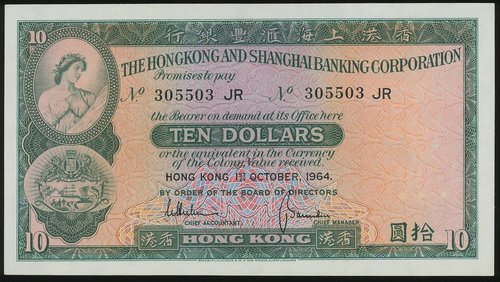 10 行銀豐滙海上港香
THE HONGKONG AND SHANGHAI BANKING CORPORATION
Promises to pay
No 305503 JR No 305503 JR
the Bearer on demand at its Office here
TEN DOLLARS
or the equivalent in the Currency
of the Colony Value received.
HONG KONG 1ST OCTOBER, 1964.
BY ORDER OF THE BOARD OF DIRECTORS
CHIEF ACCOUNTANT. CHIEF MANAGER.
10 港香 HONG KONG 港香 圓拾 10